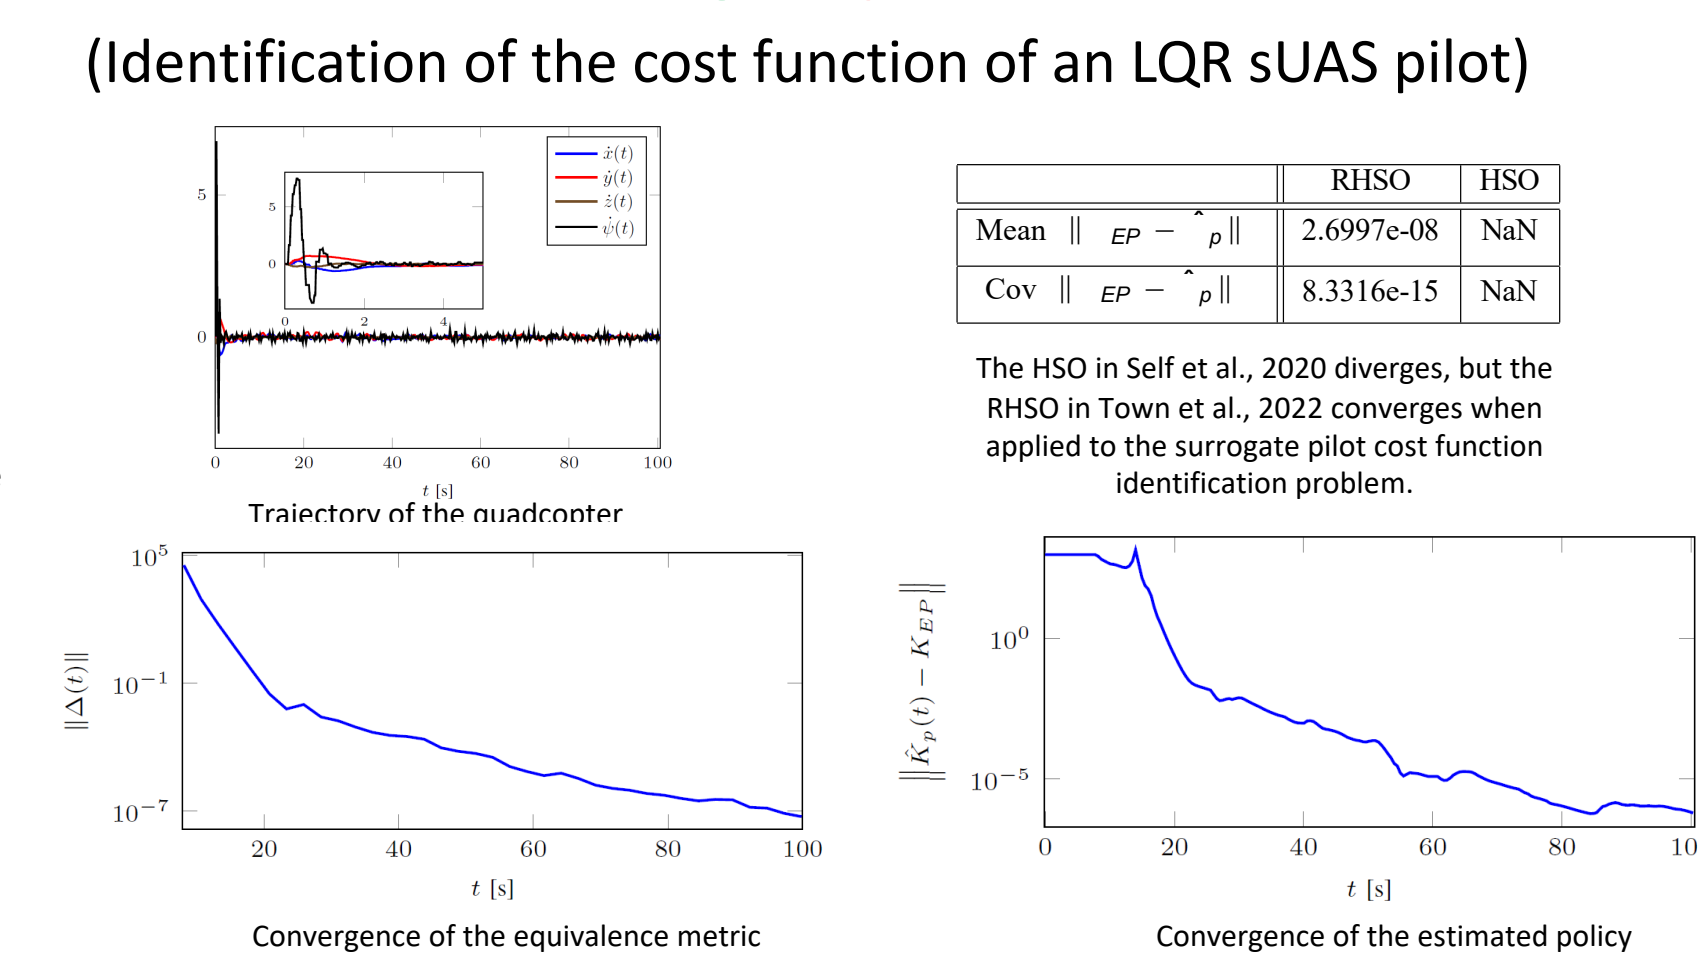 (Identification of the cost function of an LQR sUAS pilot)
ẋ(t)
ẏ(t)
ż(t)
ψ̇(t)
5
0
5
0
0 2 4
0 20 40 60 80 100
t [s]
Trajectory of the quadcopter
RHSO HSO
Mean ‖ EP − ˆ p‖ 2.6997e-08 NaN
Cov ‖ EP − ˆ p‖ 8.3316e-15 NaN
The HSO in Self et al., 2020 diverges, but the
RHSO in Town et al., 2022 converges when
applied to the surrogate pilot cost function
identification problem.
‖Δ(t)‖
10⁵
10⁻¹
10⁻⁷
20 40 60 80 100
t [s]
Convergence of the equivalence metric
‖K̂ₚ(t) − K_EP‖
10⁰
10⁻⁵
0 20 40 60 80 10
t [s]
Convergence of the estimated policy